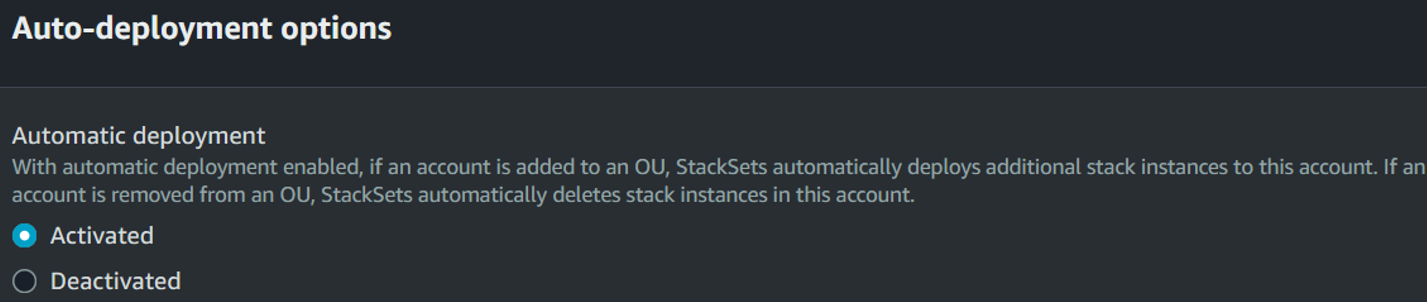 Auto-deployment options
Automatic deployment
With automatic deployment enabled, if an account is added to an OU, StackSets automatically deploys additional stack instances to this account. If an
account is removed from an OU, StackSets automatically deletes stack instances in this account.
Activated
Deactivated